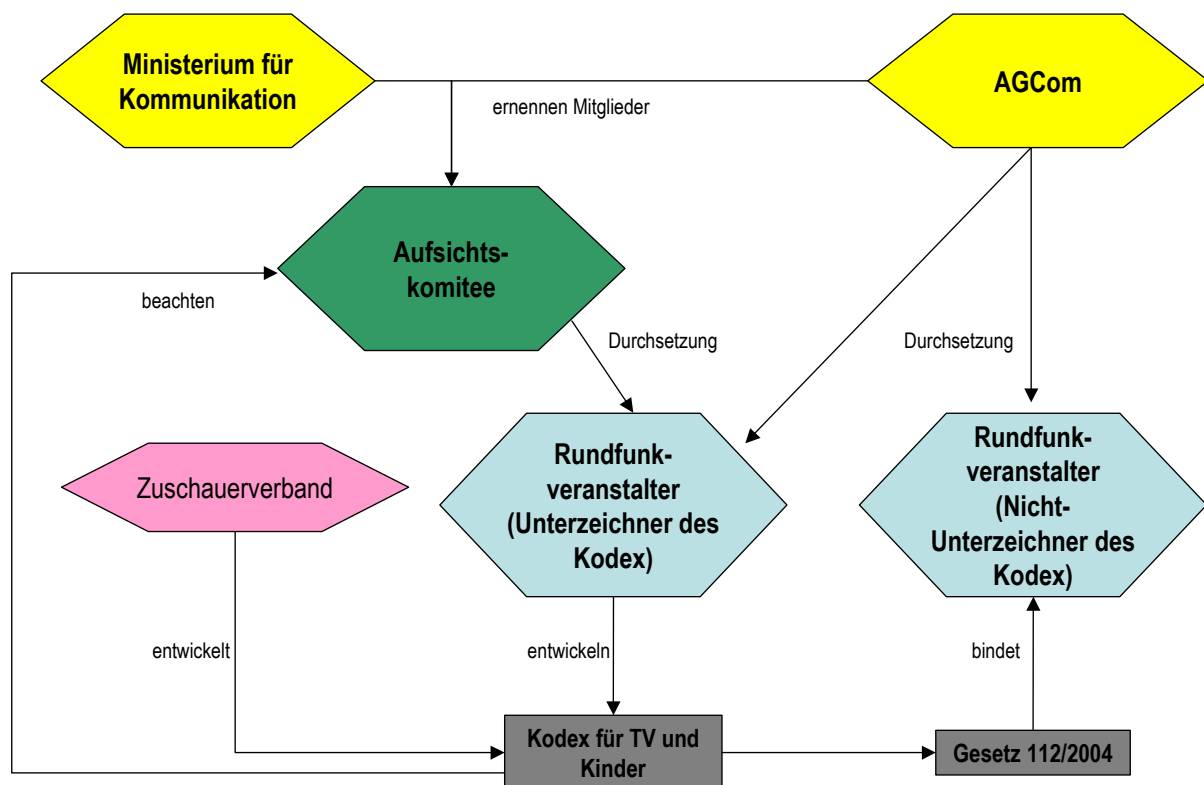 Ministerium für
Kommunikation
AGCom
ernennen Mitglieder
Aufsichts-
komitee
beachten
Durchsetzung
Durchsetzung
Zuschauerverband
Rundfunk-
veranstalter
(Unterzeichner des
Kodex)
Rundfunk-
veranstalter
(Nicht-
Unterzeichner des
Kodex)
entwickelt
entwickeln
bindet
Kodex für TV und
Kinder
Gesetz 112/2004